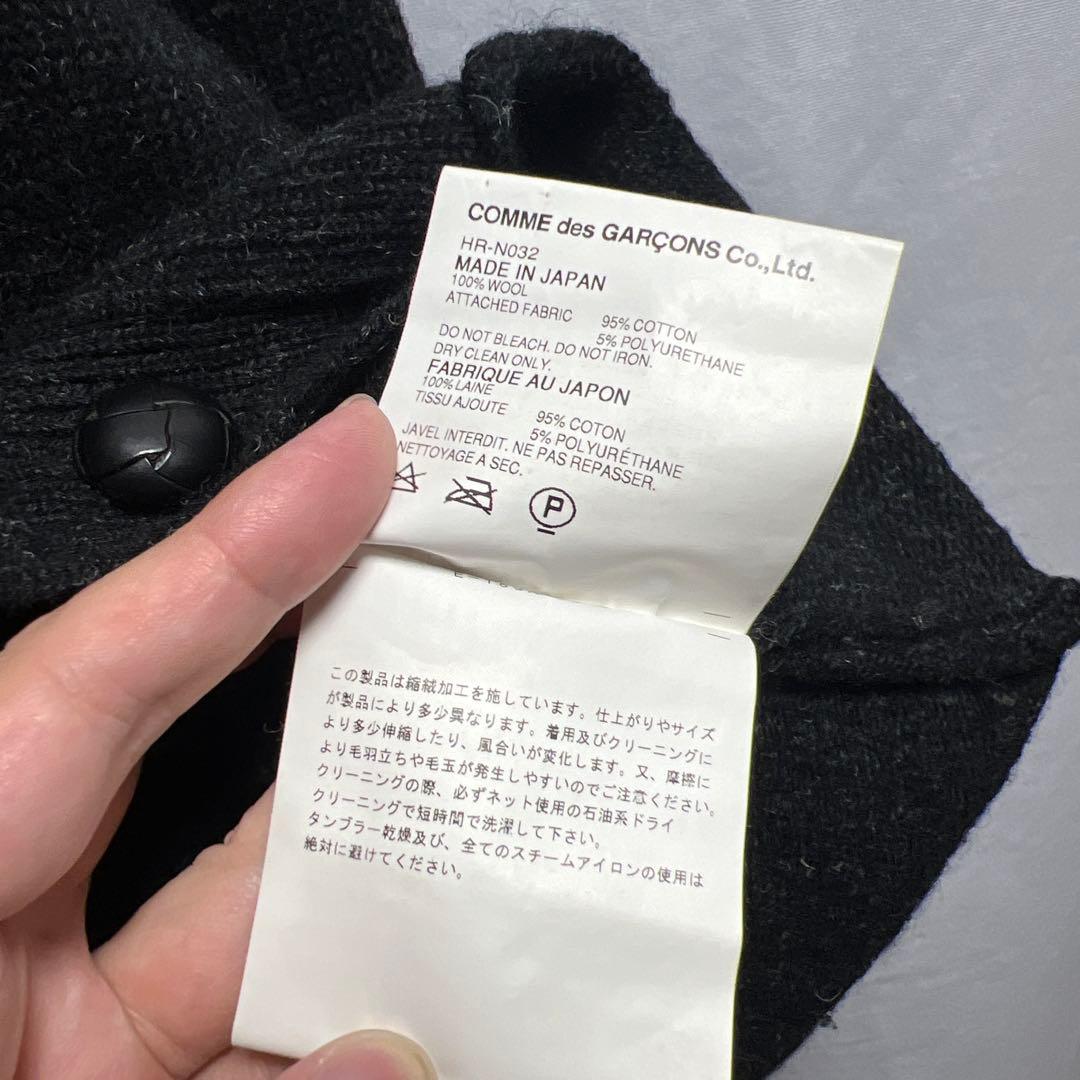 COMME des GARÇONS Co.,Ltd.
HR-N032
MADE IN JAPAN
100% WOOL
ATTACHED FABRIC 95% COTTON
5% POLYURETHANE
DO NOT BLEACH. DO NOT IRON.
DRY CLEAN ONLY.
FABRIQUE AU JAPON
100% LAINE
TISSU AJOUTE 95% COTON
5% POLYURÉTHANE
JAVEL INTERDIT. NE PAS REPASSER.
NETTOYAGE A SEC.
P
この製品は縮絨加工を施しています。仕上がりやサイズ
が製品により多少異なります。着用及びクリーニングに
より多少伸縮したり、風合いが変化します。又、摩擦に
より毛羽立ちや毛玉が発生しやすいのでご注意ください。
クリーニングの際、必ずネット使用の石油系ドライ
クリーニングで短時間で洗濯して下さい。
タンブラー乾燥及び、全てのスチームアイロンの使用は
絶対に避けてください。